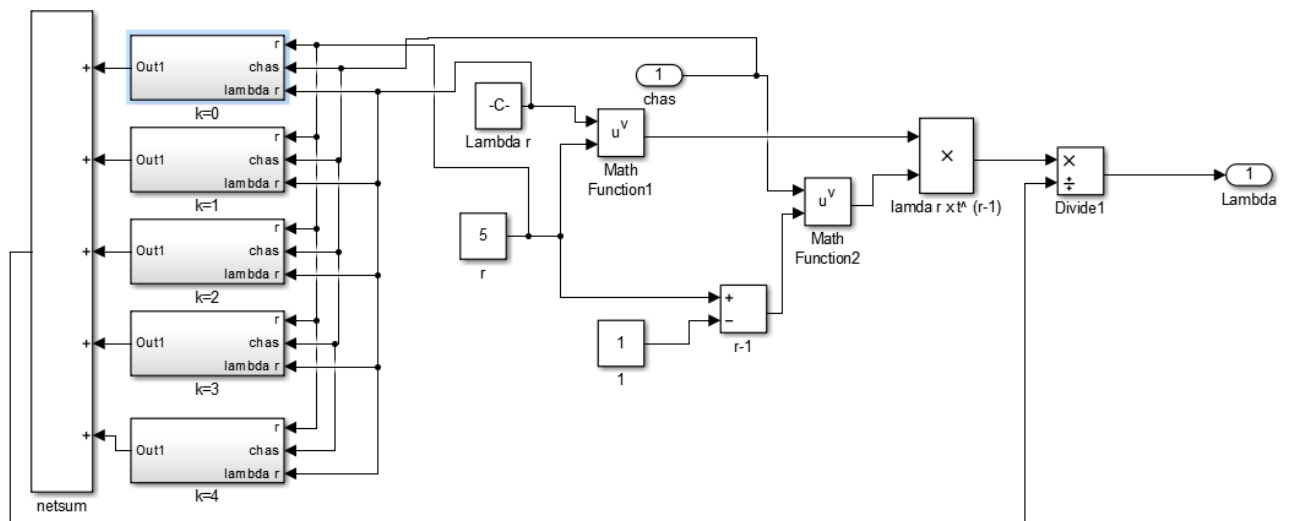 +
Out1
r
chas
lambda r
k=0
+
Out1
r
chas
lambda r
k=1
+
Out1
r
chas
lambda r
k=2
+
Out1
r
chas
lambda r
k=3
+
Out1
r
chas
lambda r
k=4
netsum
1
chas
-C-
Lambda r
u^v
Math
Function1
5
r
u^v
Math
Function2
1
1
+
−
r-1
×
lamda r x t^ (r-1)
×
÷
Divide1
1
Lambda